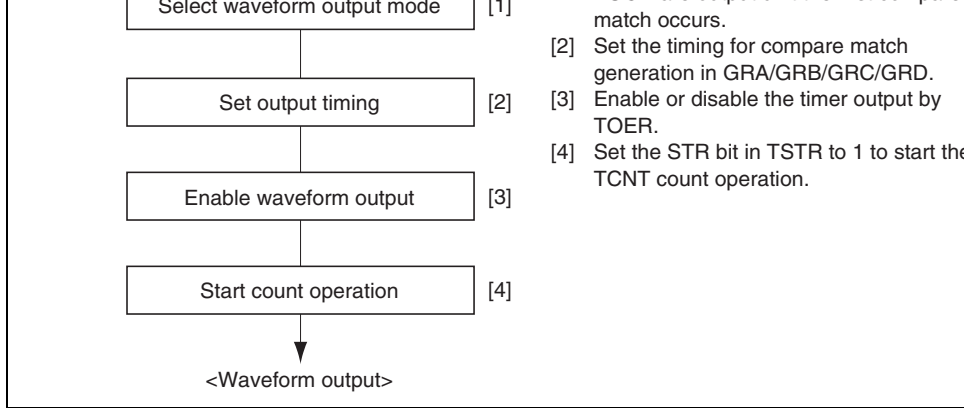 Select waveform output mode
[1]
match occurs.
[2] Set the timing for compare match
generation in GRA/GRB/GRC/GRD.
Set output timing
[2]
[3] Enable or disable the timer output by
TOER.
[4] Set the STR bit in TSTR to 1 to start the
TCNT count operation.
Enable waveform output
[3]
Start count operation
[4]
<Waveform output>